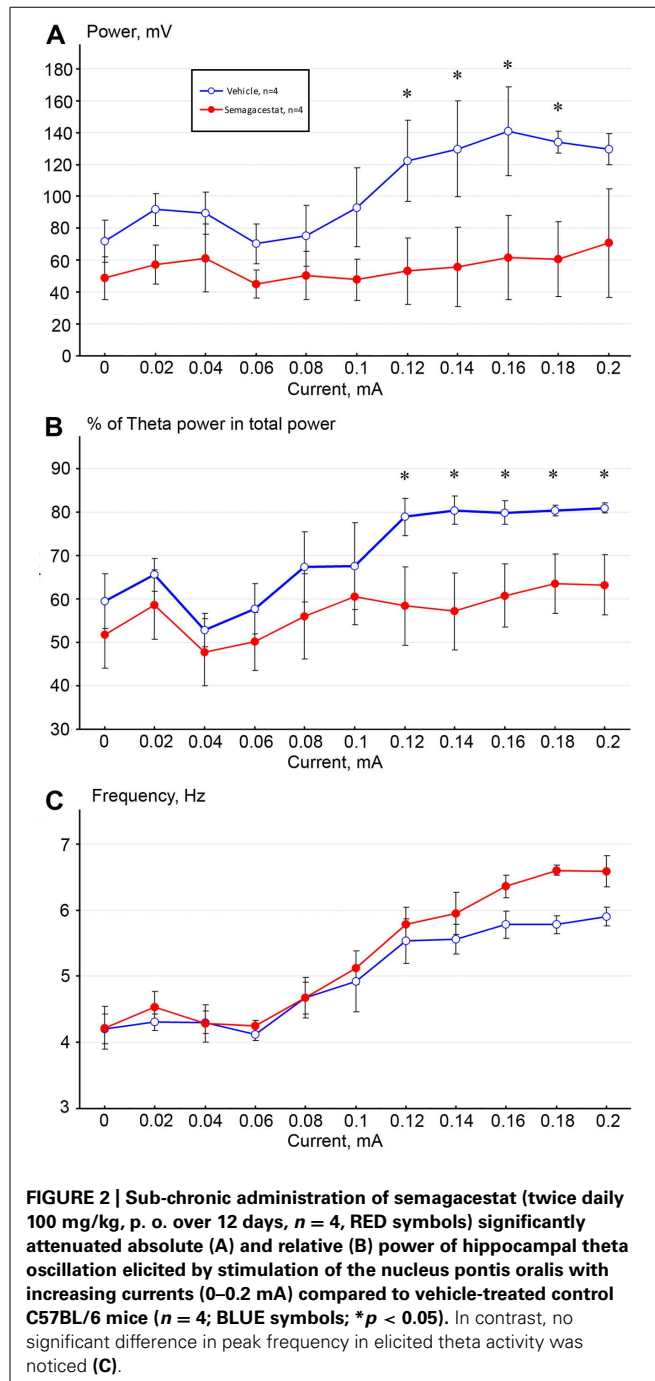 A
Power, mV
180
160
140
120
100
80
60
40
20
0
Vehicle, n=4
Semagacestat, n=4
* * * *
0 0.02 0.04 0.06 0.08 0.1 0.12 0.14 0.16 0.18 0.2
Current, mA
B
% of Theta power in total power
90
80
70
60
50
40
30
* * * * *
0 0.02 0.04 0.06 0.08 0.1 0.12 0.14 0.16 0.18 0.2
Current, mA
C
Frequency, Hz
7
6
5
4
3
0 0.02 0.04 0.06 0.08 0.1 0.12 0.14 0.16 0.18 0.2
Current, mA
FIGURE 2 | Sub-chronic administration of semagacestat (twice daily
100 mg/kg, p. o. over 12 days, n = 4, RED symbols) significantly
attenuated absolute (A) and relative (B) power of hippocampal theta
oscillation elicited by stimulation of the nucleus pontis oralis with
increasing currents (0–0.2 mA) compared to vehicle-treated control
C57BL/6 mice (n = 4; BLUE symbols; *p < 0.05). In contrast, no
significant difference in peak frequency in elicited theta activity was
noticed (C).